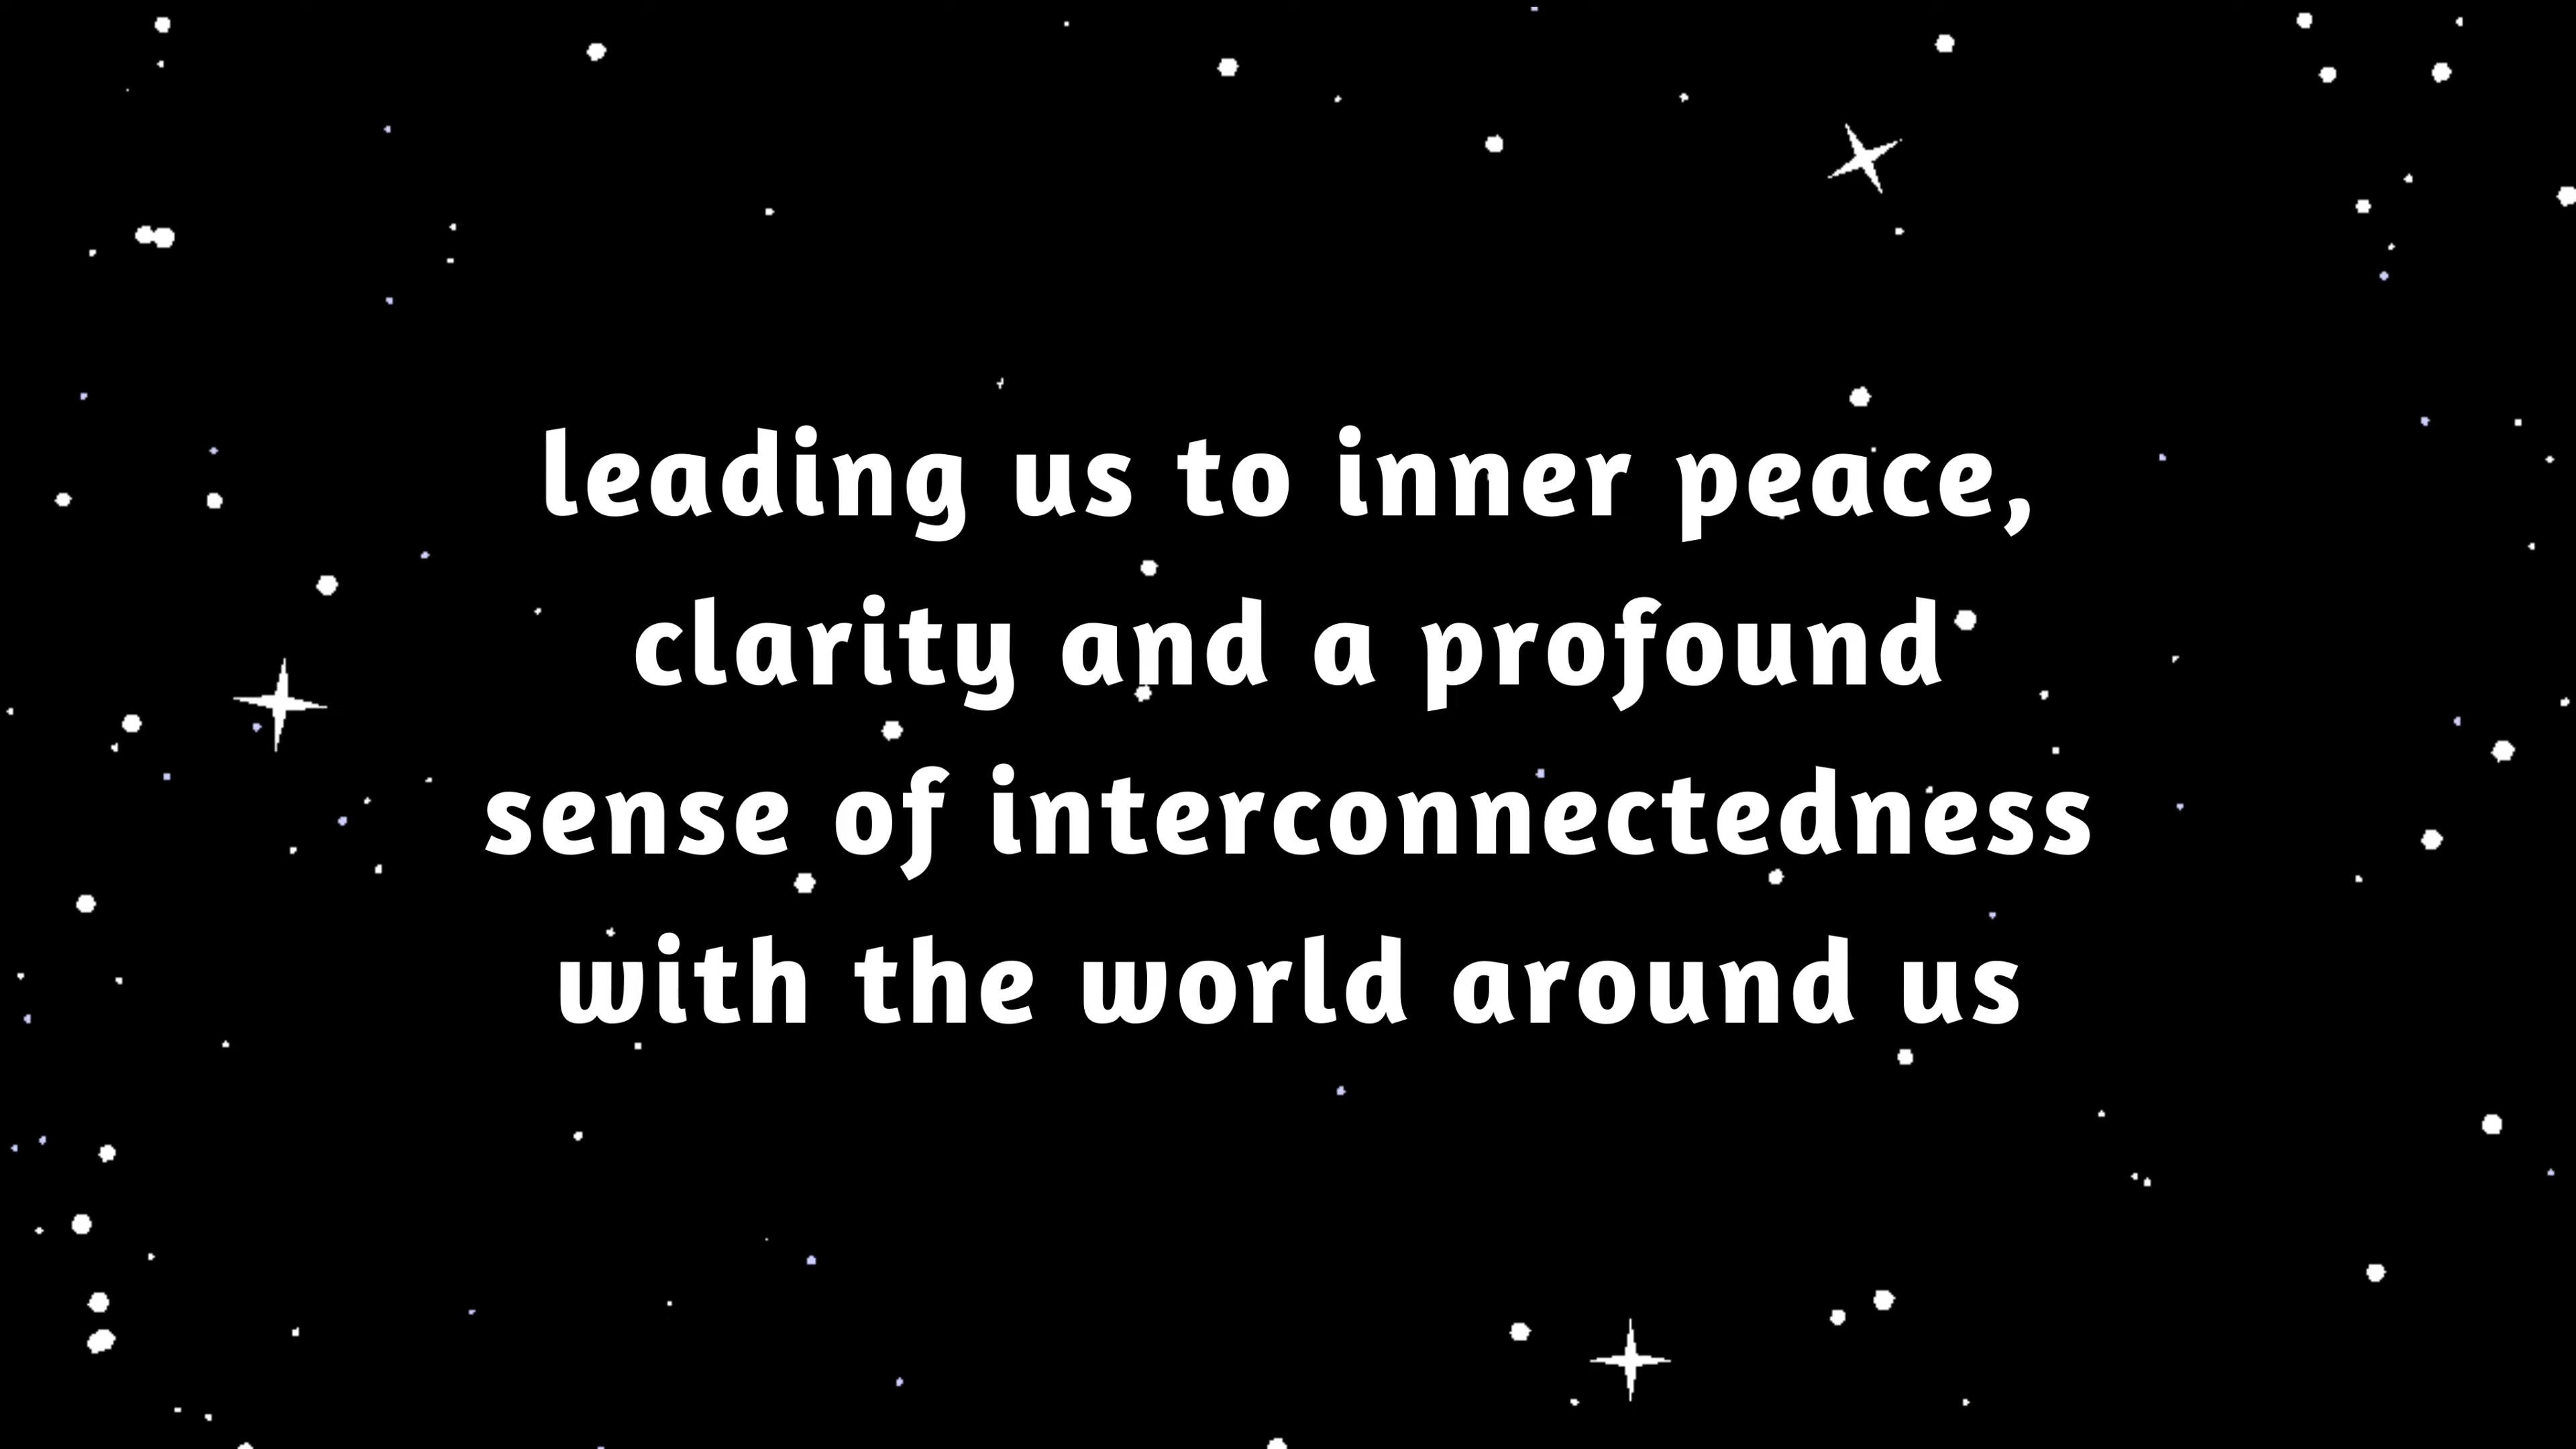 leading us to inner peace,
clarity and a profound
sense of interconnectedness
with the world around us